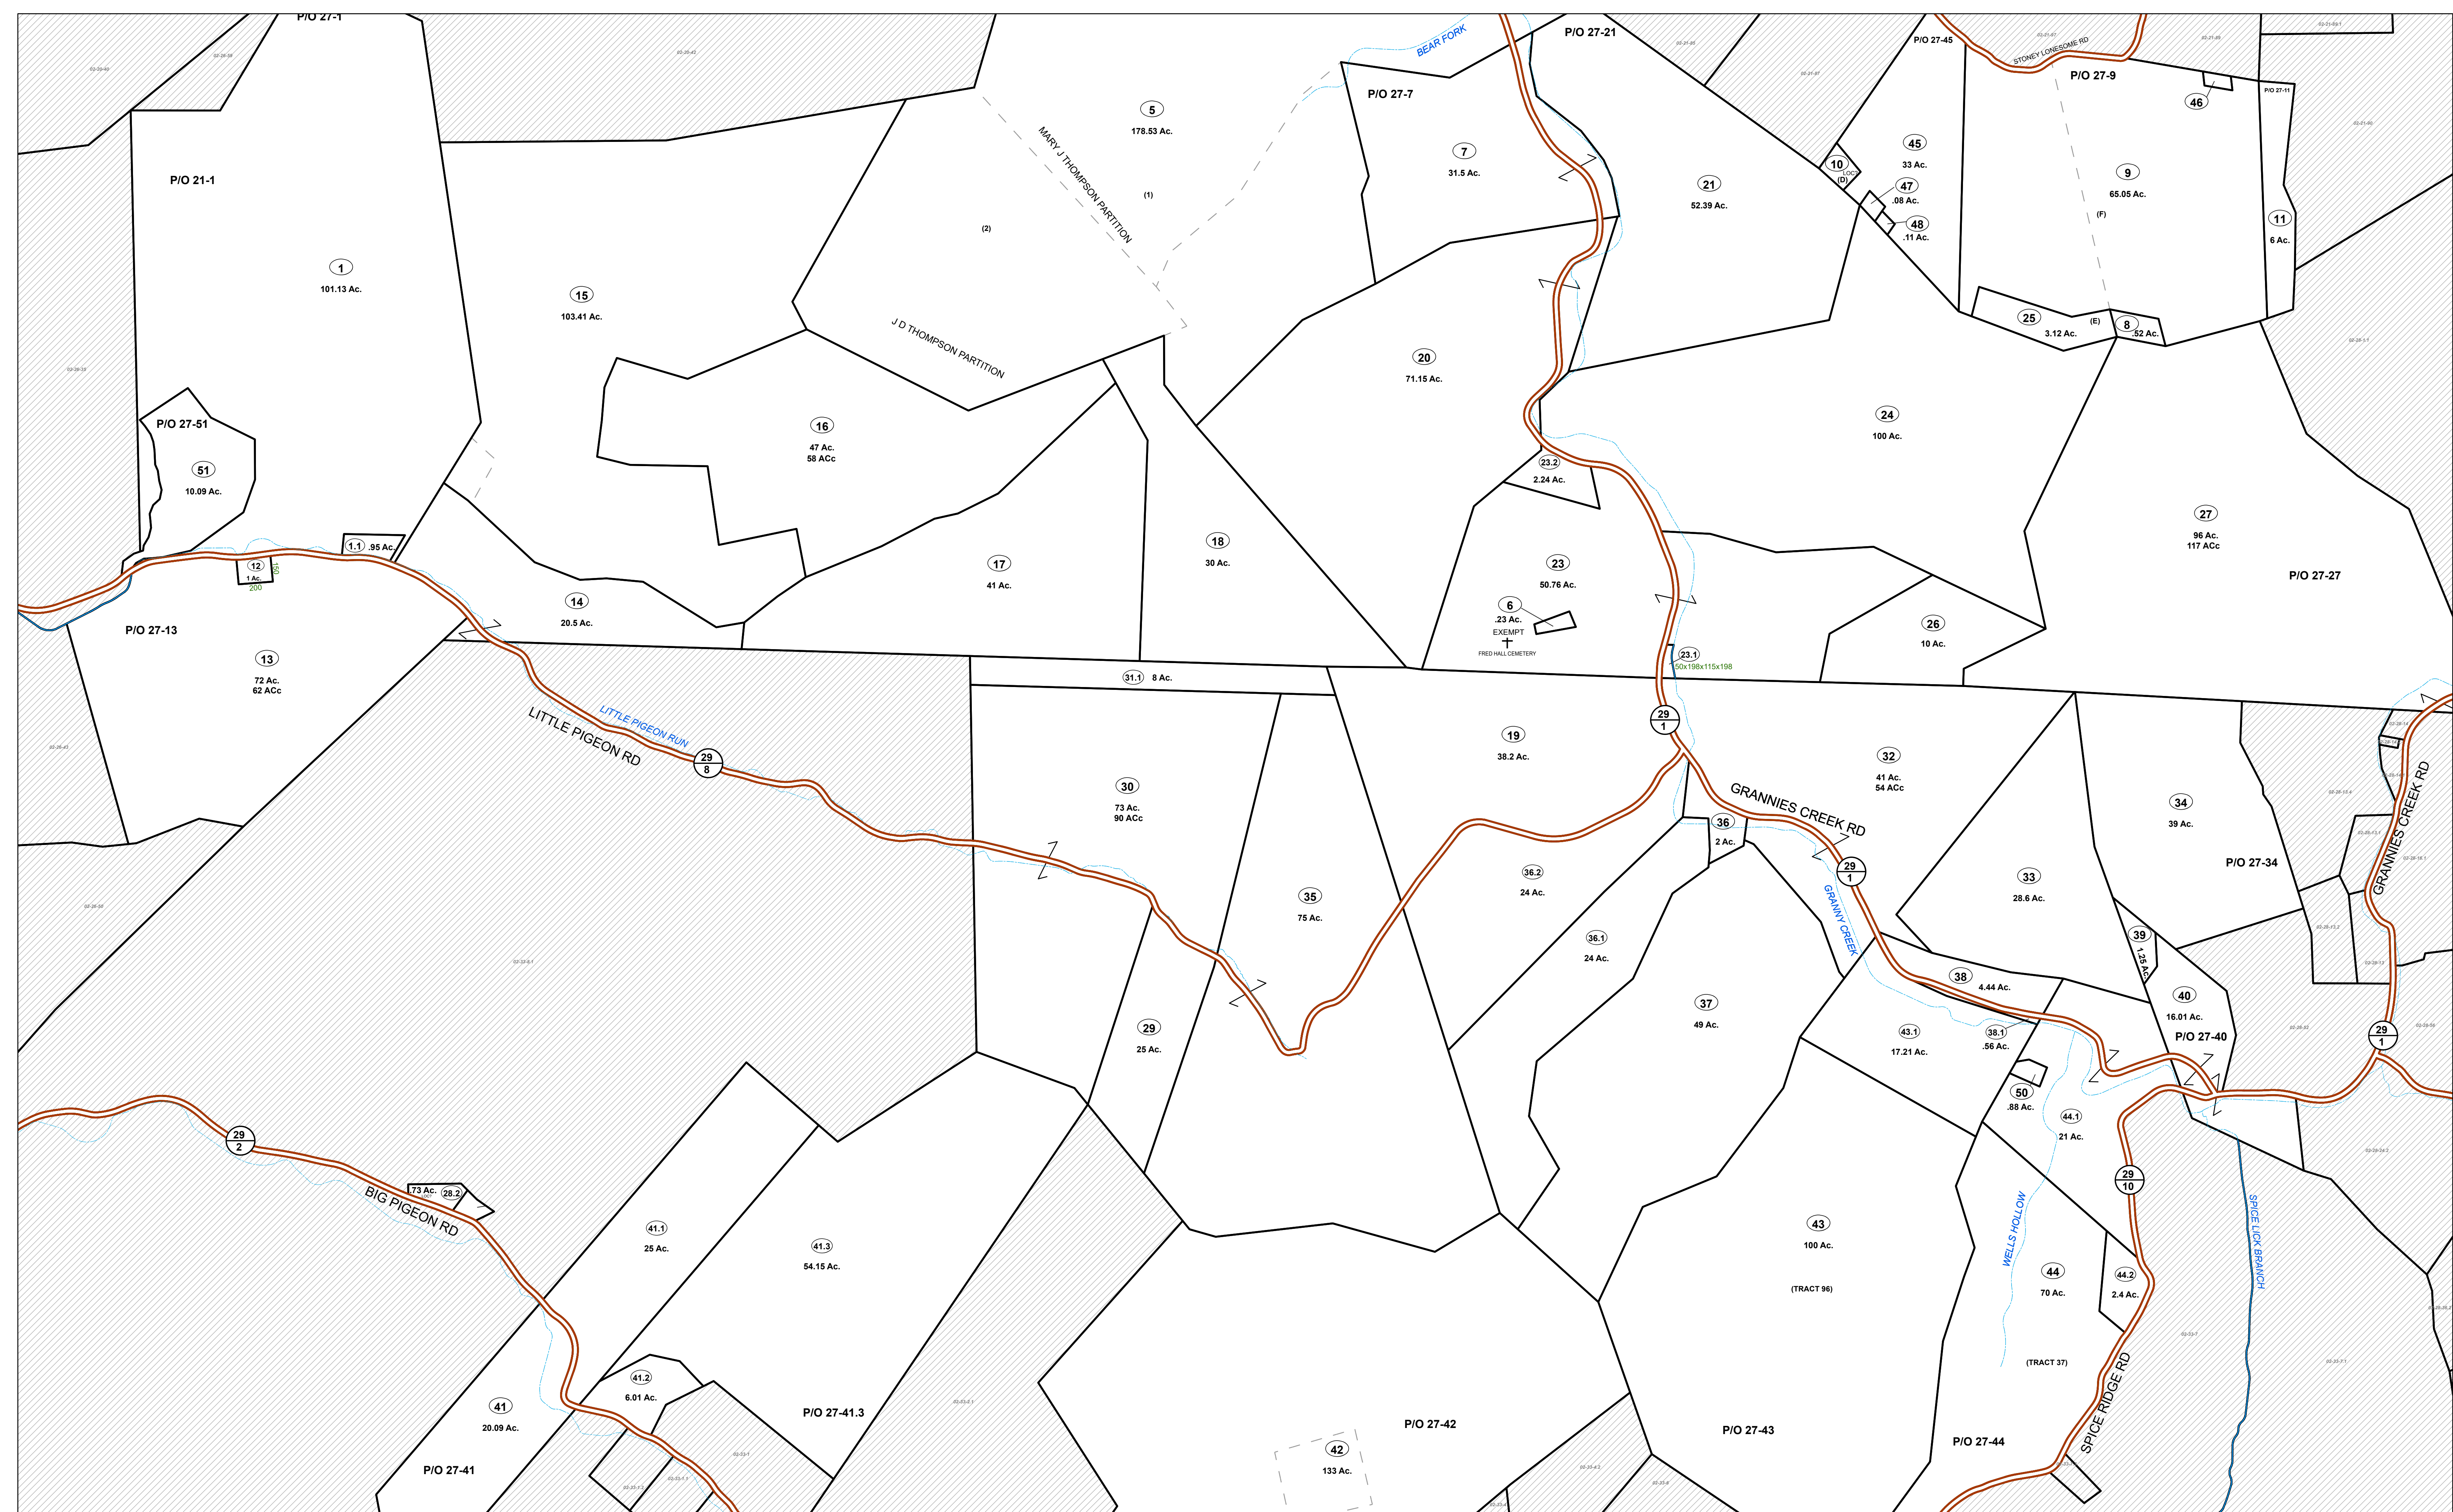 P/O 27-1
02-20-40
02-20-42
BEAR FORK
P/O 27-21
P/O 27-45
STONEY LONESOME RD
P/O 27-9
46
P/O 27-11
P/O 27-7
5
178.53 Ac.
MARY J THOMPSON PARTITION
(1)
(2)
7
31.5 Ac.
21
52.39 Ac.
10
(D)
45
33 Ac.
47
.08 Ac.
48
.11 Ac.
9
65.05 Ac.
(F)
11
6 Ac.
P/O 21-1
1
101.13 Ac.
15
103.41 Ac.
J D THOMPSON PARTITION
25
3.12 Ac.
(E)
8
.52 Ac.
20
71.15 Ac.
24
100 Ac.
P/O 27-51
51
10.09 Ac.
16
47 Ac.
58 ACc
23.2
2.24 Ac.
27
96 Ac.
117 ACc
P/O 27-27
1.1
.95 Ac.
12
1 Ac.
150
200
17
41 Ac.
18
30 Ac.
23
50.76 Ac.
6
.23 Ac.
EXEMPT
FRED HALL CEMETERY
14
20.5 Ac.
26
10 Ac.
P/O 27-13
13
72 Ac.
62 ACc
23.1
50x198x115x198
31.1
8 Ac.
LITTLE PIGEON RUN
LITTLE PIGEON RD
29
8
29
1
19
38.2 Ac.
32
41 Ac.
54 ACc
30
73 Ac.
90 ACc
GRANNIES CREEK RD
34
39 Ac.
P/O 27-34
GRANNIES CREEK RD
36
2 Ac.
36.2
24 Ac.
35
75 Ac.
29
1
33
28.6 Ac.
GRANNY CREEK
36.1
24 Ac.
39
1.25 Ac.
38
4.44 Ac.
40
16.01 Ac.
P/O 27-40
37
49 Ac.
29
25 Ac.
43.1
17.21 Ac.
38.1
.56 Ac.
29
1
50
.88 Ac.
44.1
21 Ac.
29
2
29
10
BIG PIGEON RD
.73 Ac.
28.2
41.1
25 Ac.
41.3
54.15 Ac.
43
100 Ac.
(TRACT 96)
WELLS HOLLOW
44
70 Ac.
44.2
2.4 Ac.
SPICE LICK BRANCH
(TRACT 37)
SPICE RIDGE RD
41.2
6.01 Ac.
41
20.09 Ac.
P/O 27-41.3
P/O 27-41
P/O 27-42
42
133 Ac.
P/O 27-43
P/O 27-44